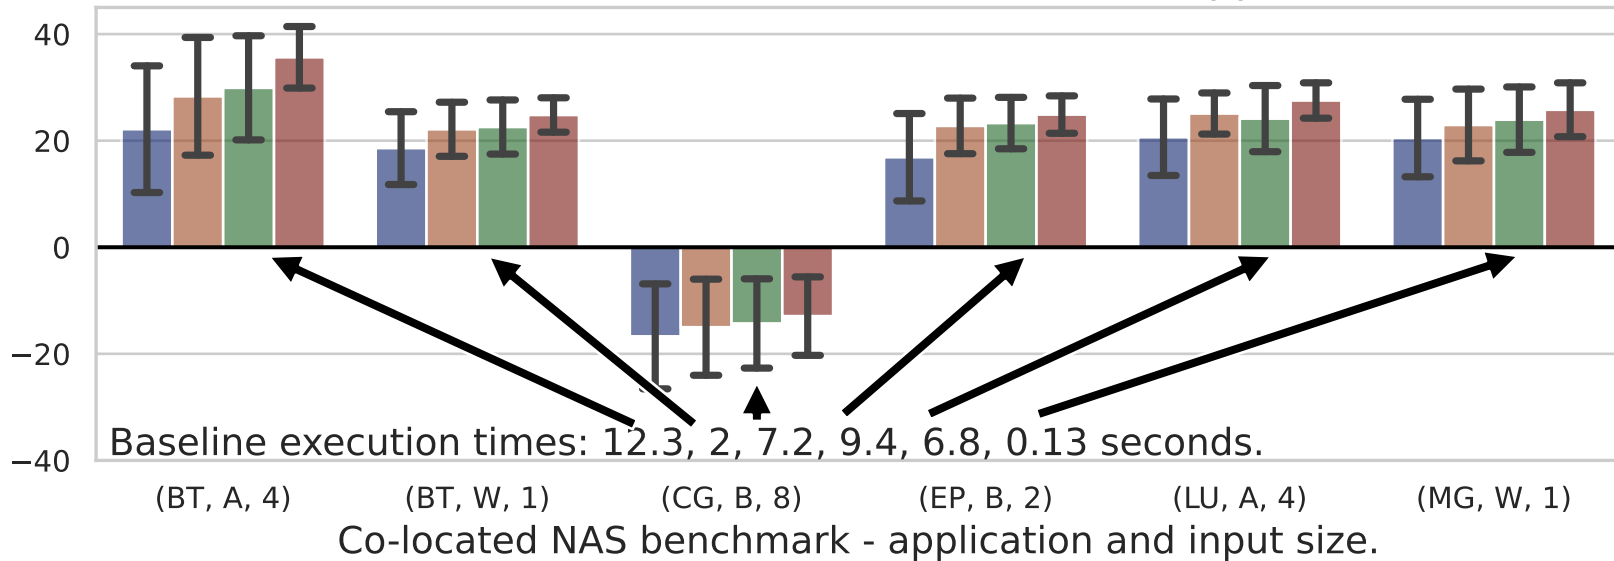 40
20
0
−20
−40
Baseline execution times: 12.3, 2, 7.2, 9.4, 6.8, 0.13 seconds.
(BT, A, 4) (BT, W, 1) (CG, B, 8) (EP, B, 2) (LU, A, 4) (MG, W, 1)
Co-located NAS benchmark - application and input size.